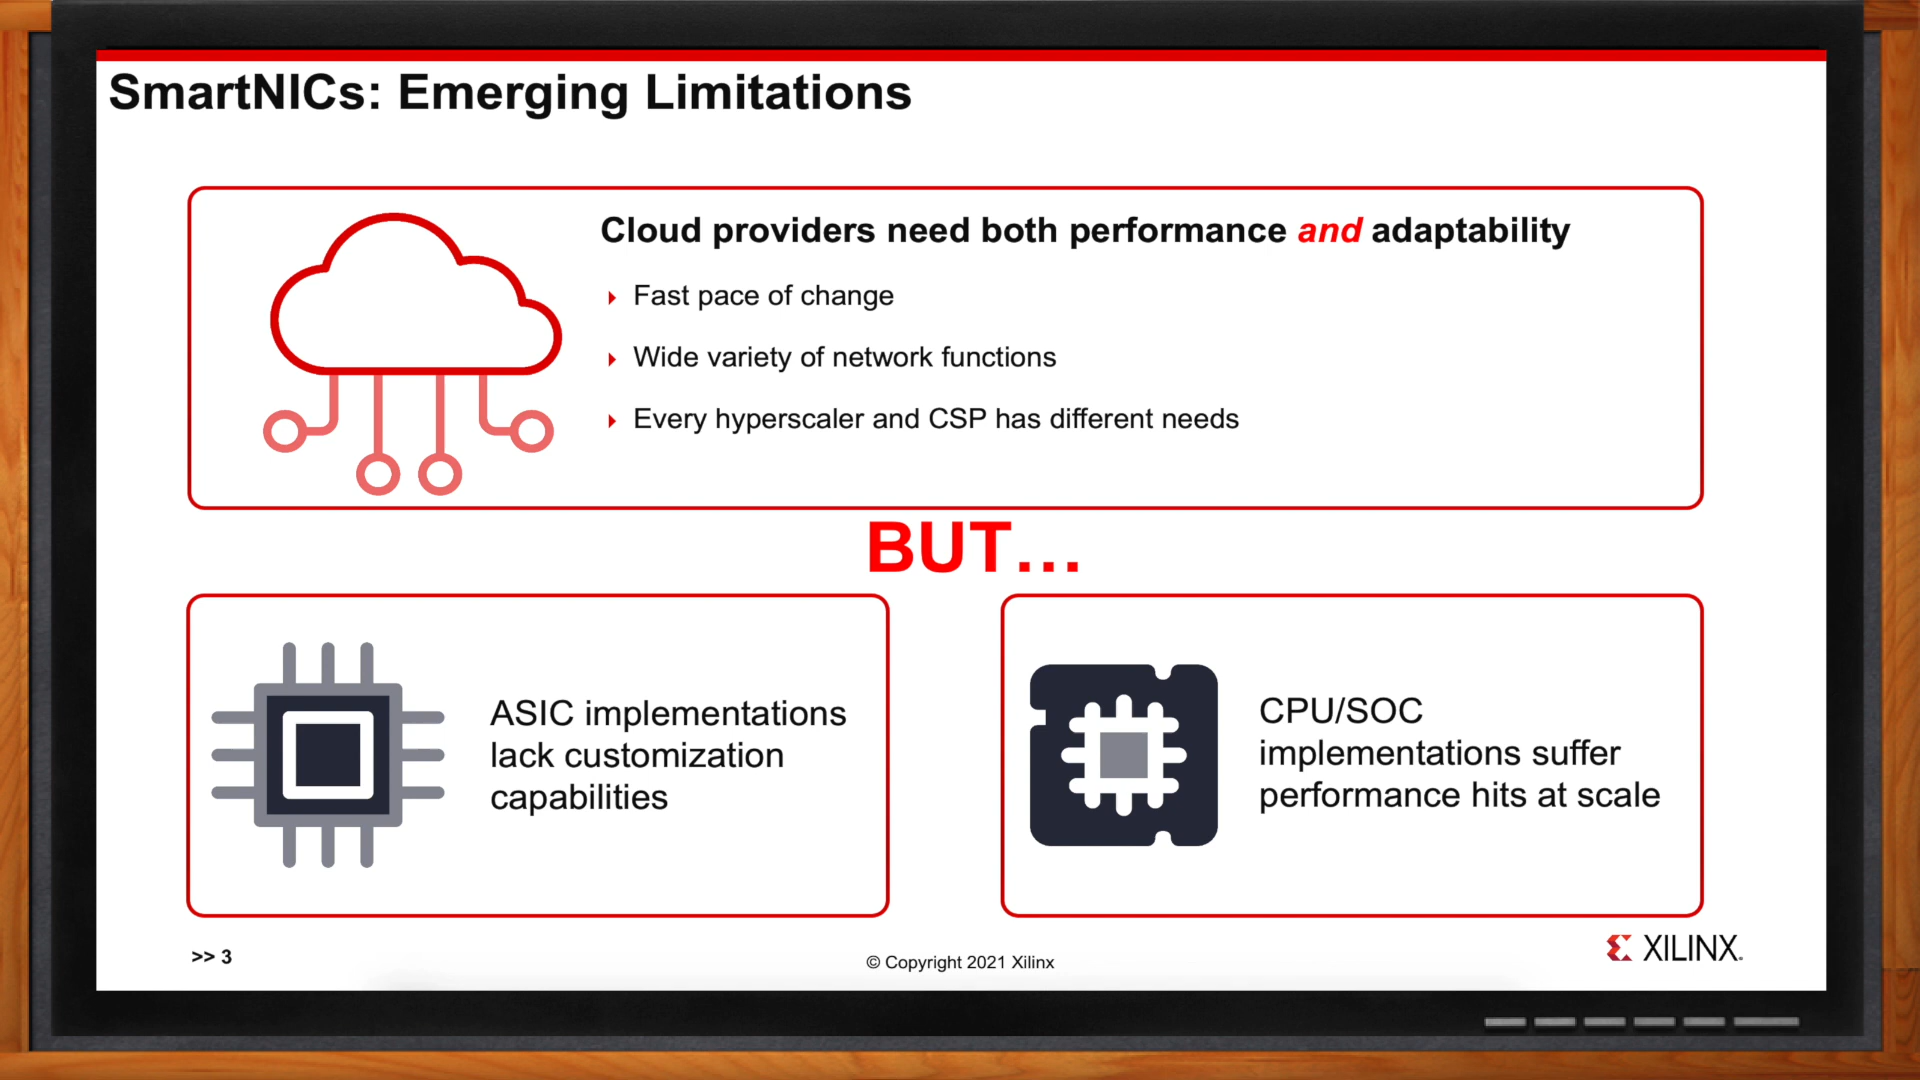 SmartNICs: Emerging Limitations
Cloud providers need both performance and adaptability
Fast pace of change
Wide variety of network functions
Every hyperscaler and CSP has different needs
BUT...
ASIC implementations
lack customization
capabilities
CPU/SOC
implementations suffer
performance hits at scale
>> 3
© Copyright 2021 Xilinx
XILINX.